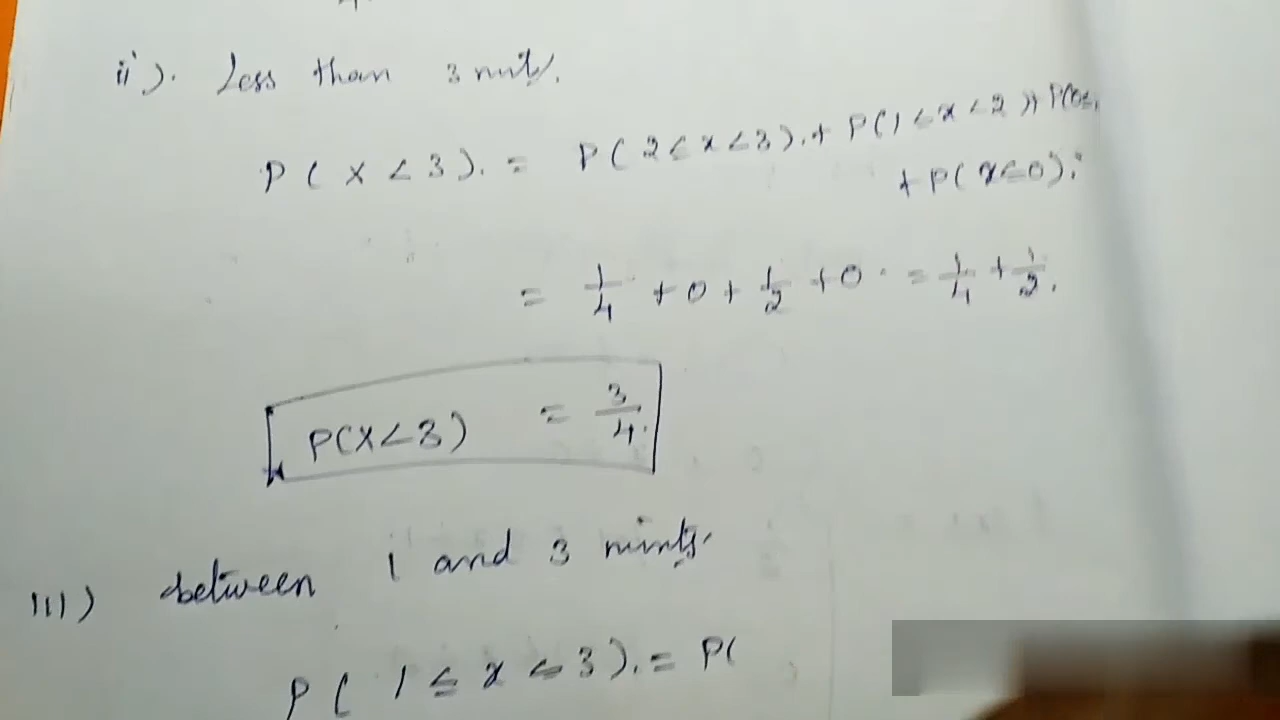 ii). Less than 3
P(X<3). = P(2≤x<3).+ P(1≤x<2)+ P(0≤
+ P(x≤0);
= 1/4 + 0 + 1/2 + 0 · = 1/4 + 1/2.
P(X<3) = 3/4.
iii) between 1 and 3 mints.
P(1≤x<3).= P(